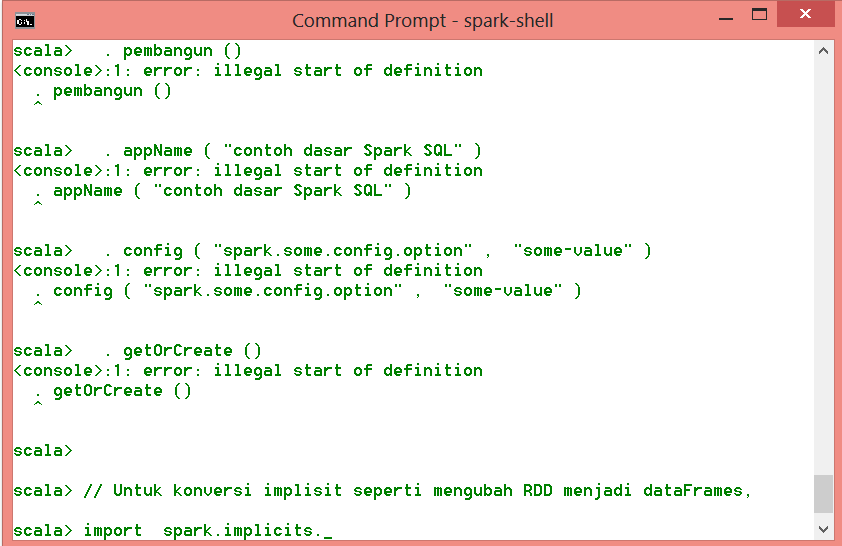 Command Prompt - spark-shell
scala>   . pembangun ()
<console>:1: error: illegal start of definition
  . pembangun ()
  ^
scala>   . appName ( "contoh dasar Spark SQL" )
<console>:1: error: illegal start of definition
  . appName ( "contoh dasar Spark SQL" )
  ^
scala>   . config ( "spark.some.config.option" ,  "some-value" )
<console>:1: error: illegal start of definition
  . config ( "spark.some.config.option" ,  "some-value" )
  ^
scala>   . getOrCreate ()
<console>:1: error: illegal start of definition
  . getOrCreate ()
  ^
scala>
scala> // Untuk konversi implisit seperti mengubah RDD menjadi dataFrames,
scala> import  spark.implicits._